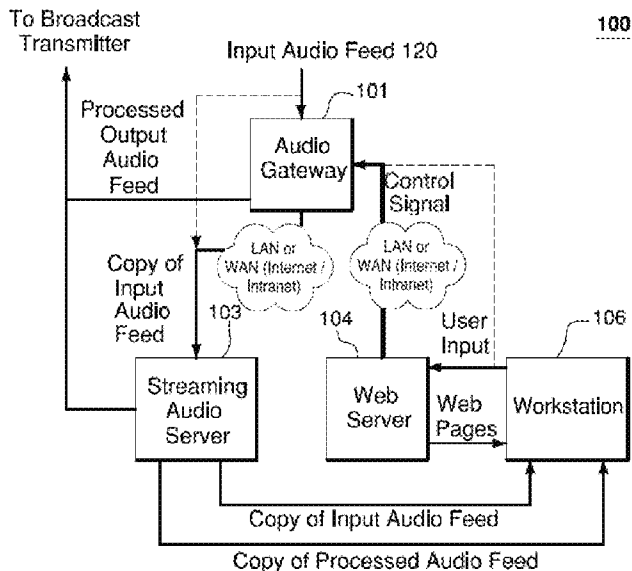 To Broadcast
Transmitter
100
Input Audio Feed 120
101
Processed
Output
Audio
Feed
Audio
Gateway
Control
Signal
LAN or
WAN (Internet /
Intranet)
LAN or
WAN (Internet /
Intranet)
Copy of
Input
Audio
Feed
103
104
User
Input
106
Streaming
Audio
Server
Web
Server
Web
Pages
Workstation
Copy of Input Audio Feed
Copy of Processed Audio Feed